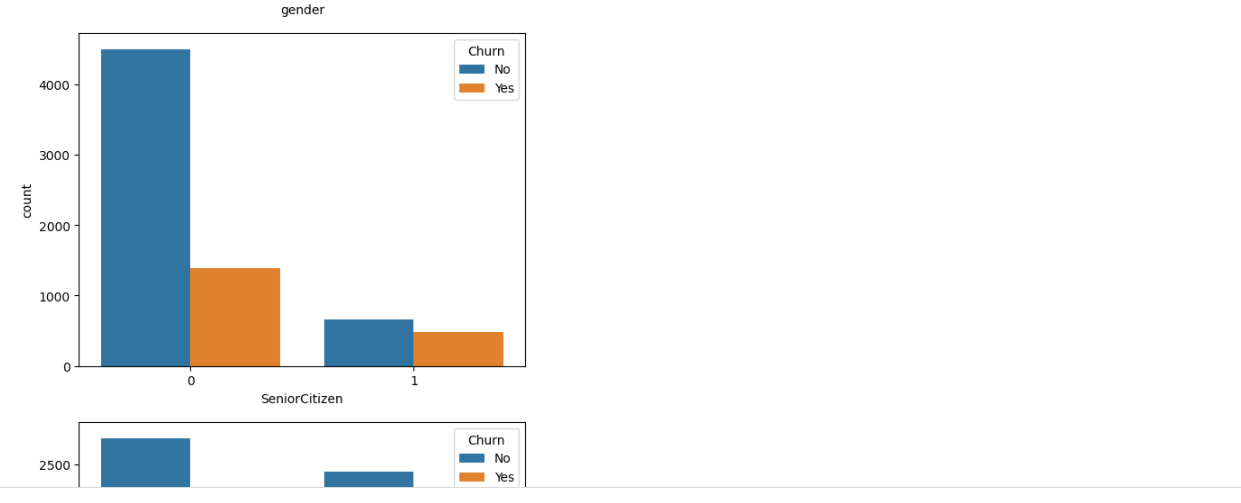 gender
Churn
No
Yes
4000
3000
2000
1000
0
count
0
1
SeniorCitizen
Churn
No
Yes
2500